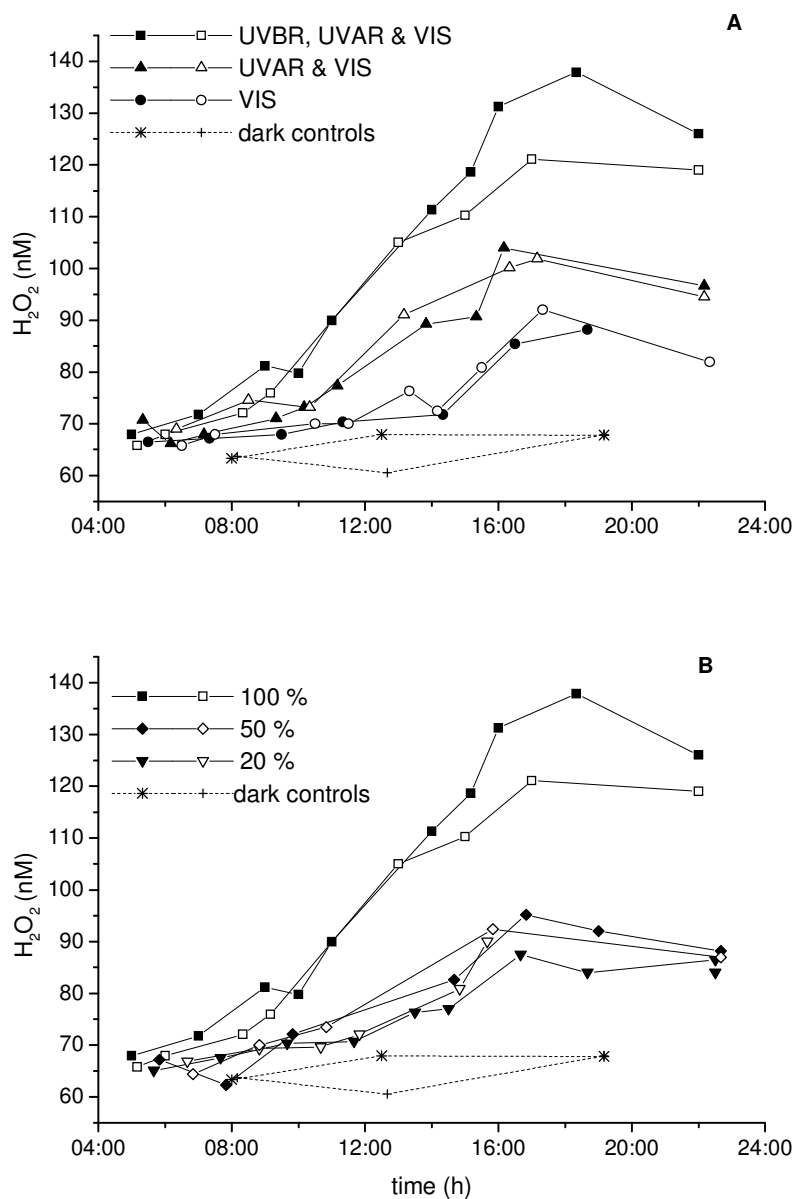 A
UVBR, UVAR & VIS
UVAR & VIS
VIS
dark controls
140
130
120
110
100
90
80
70
60
H₂O₂ (nM)
04:00 08:00 12:00 16:00 20:00 24:00
B
100 %
50 %
20 %
dark controls
140
130
120
110
100
90
80
70
60
H₂O₂ (nM)
04:00 08:00 12:00 16:00 20:00 24:00
time (h)